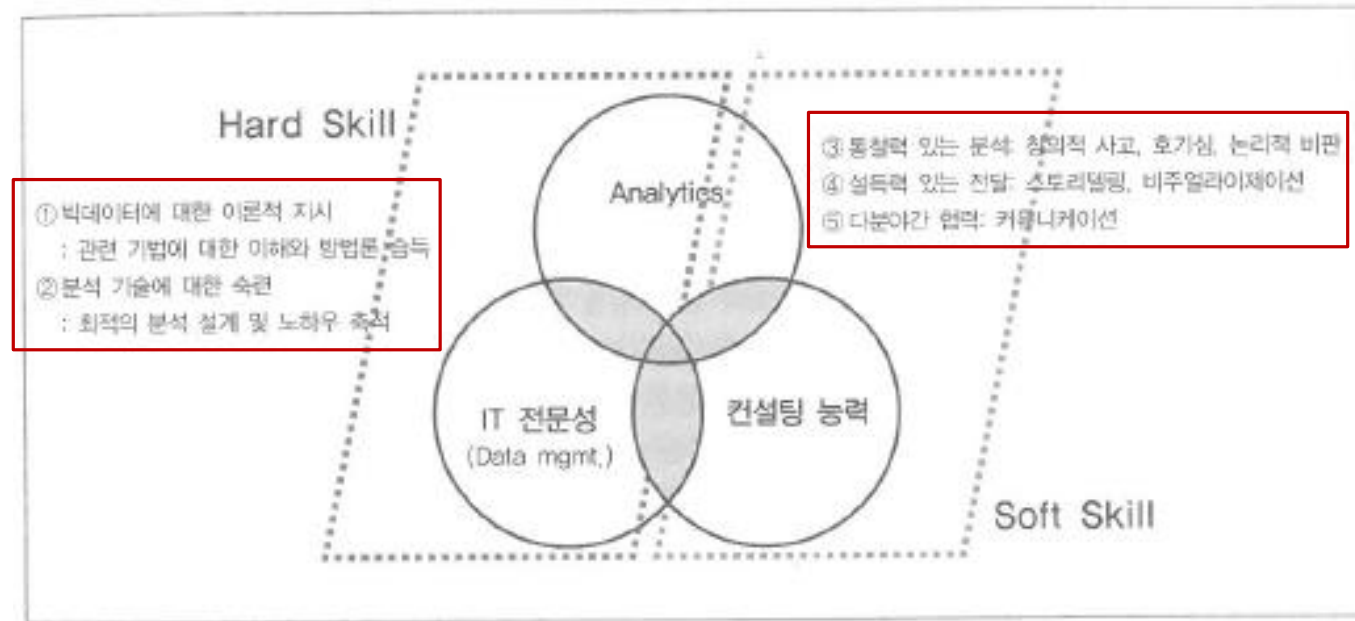 Hard Skill
① 빅데이터에 대한 이론적 지시
: 관련 기법에 대한 이해와 방법론 습득
② 분석 기술에 대한 숙련
: 최적의 분석 설계 및 노하우 축적
Analytics
IT 전문성
(Data mgmt.)
컨설팅 능력
③ 통찰력 있는 분석: 창의적 사고, 호기심, 논리적 비판
④ 설득력 있는 전달: 스토리텔링, 비주얼라이제이션
⑤ 다분야간 협력: 커뮤니케이션
Soft Skill